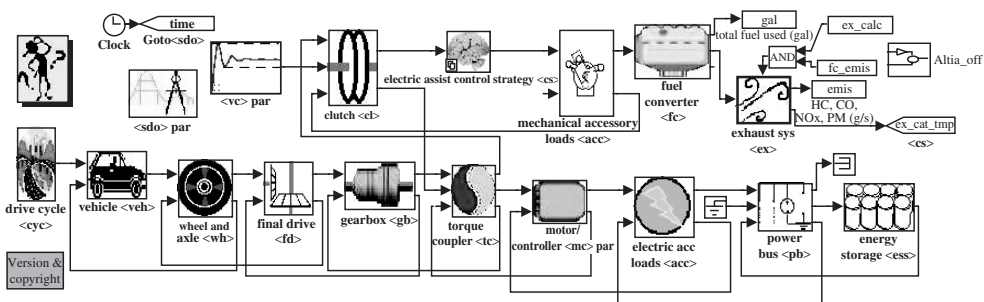 time
Clock
Goto<sdo>
<vc> par
<sdo> par
clutch <cl>
electric assist control strategy <cs>
mechanical accessory
loads <acc>
gal
total fuel used (gal)
fuel
converter
<fc>
ex_calc
AND
fc_emis
Altia_off
emis
HC, CO,
NOx, PM (g/s)
exhaust sys
<ex>
ex_cat_tmp
<cs>
drive cycle
<cyc>
vehicle <veh>
wheel and
axle <wh>
final drive
<fd>
gearbox <gb>
torque
coupler <tc>
motor/
controller <mc> par
electric acc
loads <acc>
power
bus <pb>
energy
storage <ess>
Version &
copyright